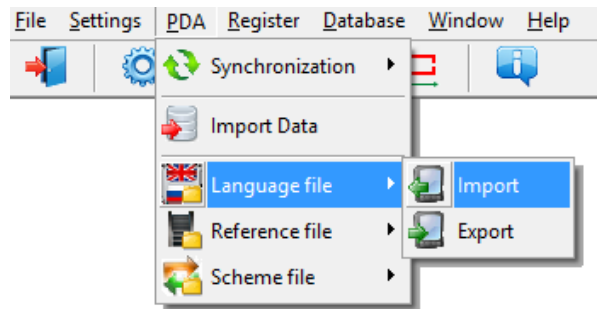 File Settings PDA Register Database Window Help
Synchronization
Import Data
Language file
Import
Reference file
Export
Scheme file